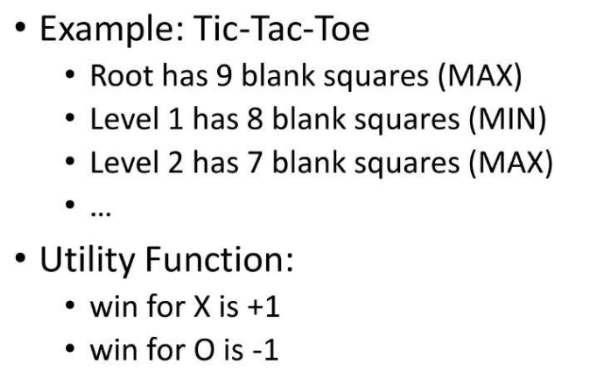 • Example: Tic-Tac-Toe
• Root has 9 blank squares (MAX)
• Level 1 has 8 blank squares (MIN)
• Level 2 has 7 blank squares (MAX)
• ...
• Utility Function:
• win for X is +1
• win for O is -1